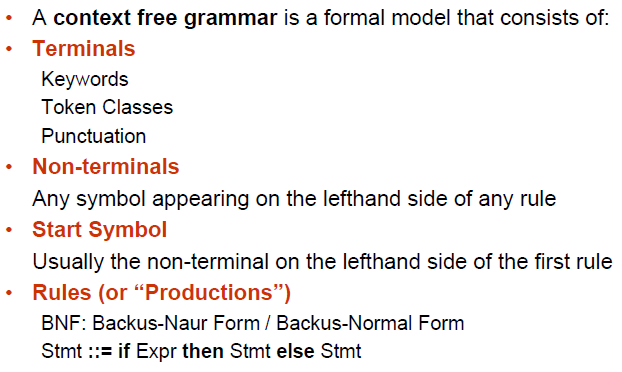 • A context free grammar is a formal model that consists of:
• Terminals
Keywords
Token Classes
Punctuation
• Non-terminals
Any symbol appearing on the lefthand side of any rule
• Start Symbol
Usually the non-terminal on the lefthand side of the first rule
• Rules (or “Productions”)
BNF: Backus-Naur Form / Backus-Normal Form
Stmt ::= if Expr then Stmt else Stmt